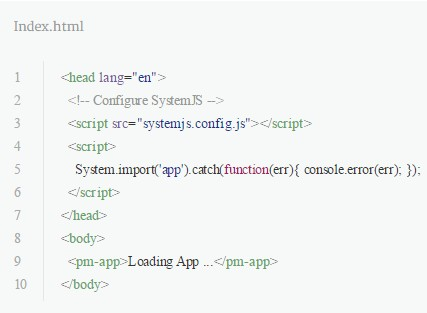 Index.html
1 <head lang="en">
2 <!-- Configure SystemJS -->
3 <script src="systemjs.config.js"></script>
4 <script>
5 System.import('app').catch(function(err){ console.error(err); });
6 </script>
7 </head>
8 <body>
9 <pm-app>Loading App ...</pm-app>
10 </body>